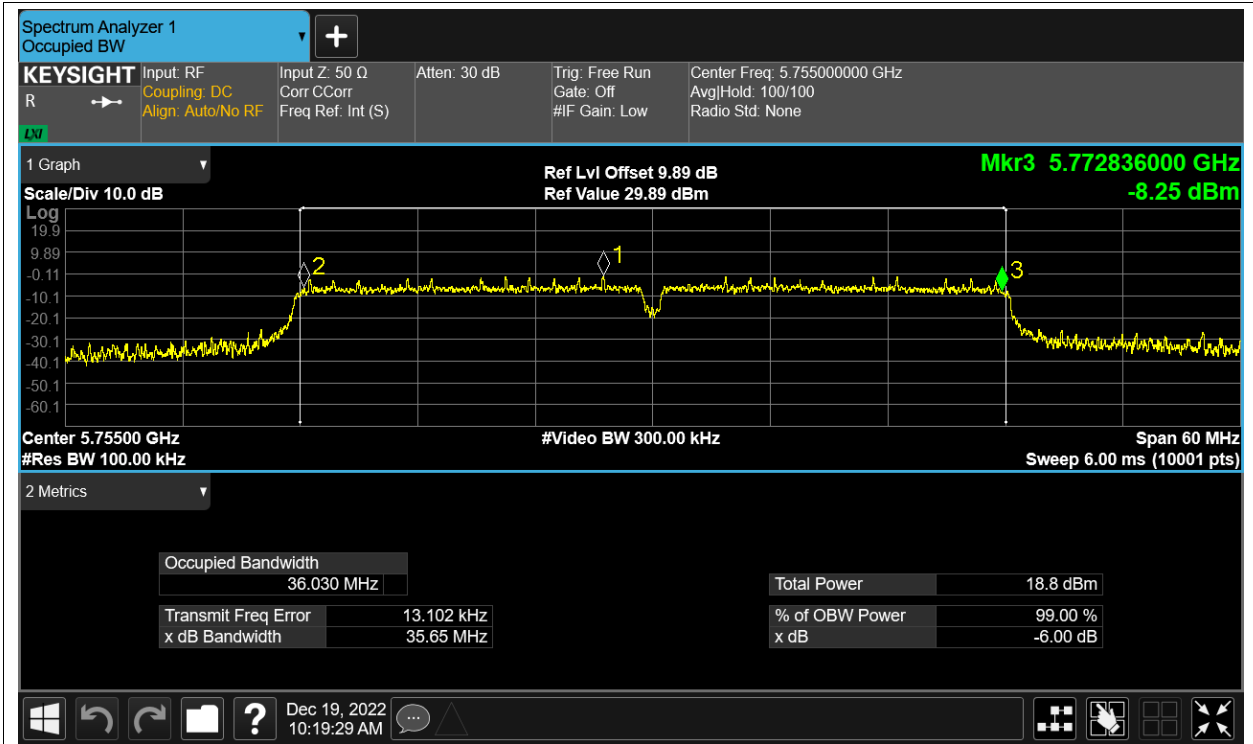 Spectrum Analyzer 1
Occupied BW
KEYSIGHT
R
LXI
Input: RF
Coupling: DC
Align: Auto/No RF
Input Z: 50 Ω
Corr CCorr
Freq Ref: Int (S)
Atten: 30 dB
Trig: Free Run
Gate: Off
#IF Gain: Low
Center Freq: 5.755000000 GHz
Avg|Hold: 100/100
Radio Std: None
1 Graph
Scale/Div 10.0 dB
Ref Lvl Offset 9.89 dB
Ref Value 29.89 dBm
Mkr3 5.772836000 GHz
-8.25 dBm
Log
19.9
9.89
-0.11
-10.1
-20.1
-30.1
-40.1
-50.1
-60.1
2
1
3
Center 5.75500 GHz
#Res BW 100.00 kHz
#Video BW 300.00 kHz
Span 60 MHz
Sweep 6.00 ms (10001 pts)
2 Metrics
Occupied Bandwidth
36.030 MHz
Transmit Freq Error 13.102 kHz
x dB Bandwidth 35.65 MHz
Total Power 18.8 dBm
% of OBW Power 99.00 %
x dB -6.00 dB
?
Dec 19, 2022
10:19:29 AM